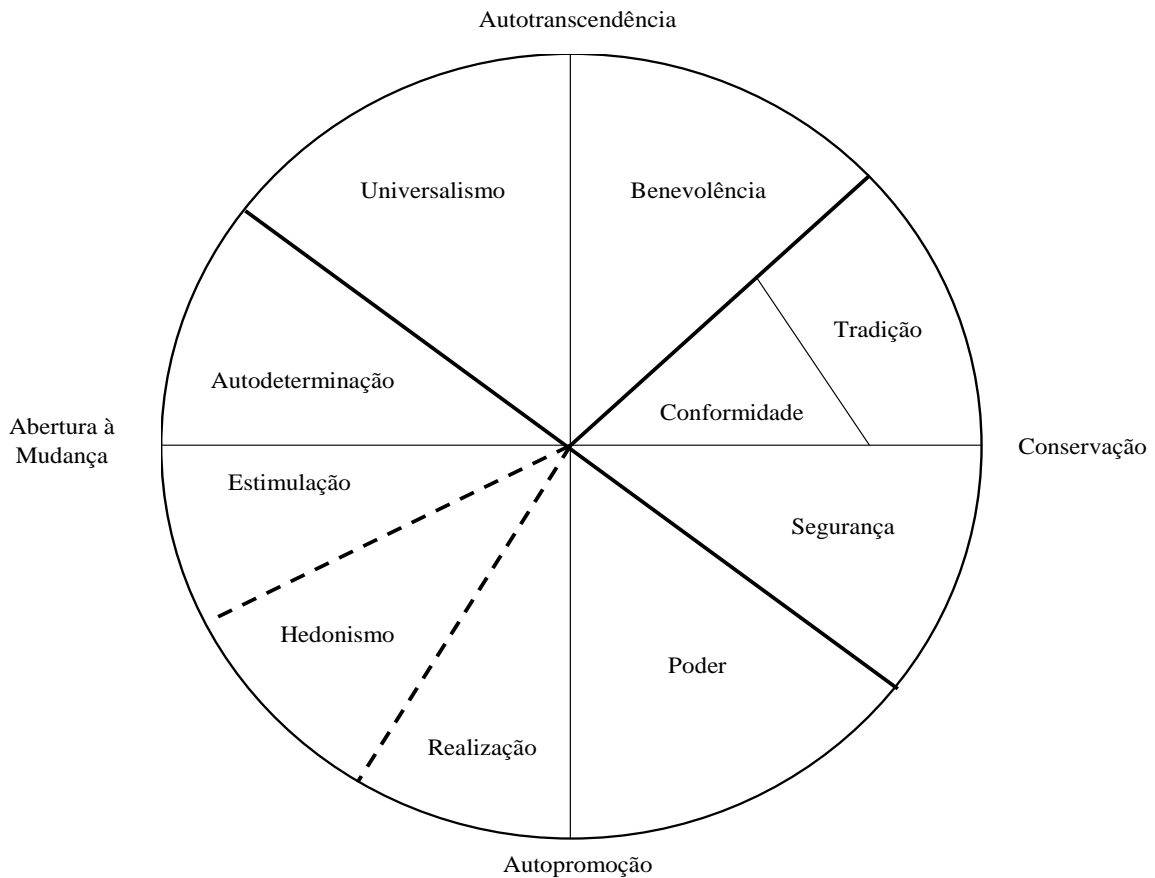 Autotranscendência
Universalismo
Benevolência
Tradição
Autodeterminação
Conformidade
Abertura à
Mudança
Conservação
Estimulação
Segurança
Hedonismo
Poder
Realização
Autopromoção